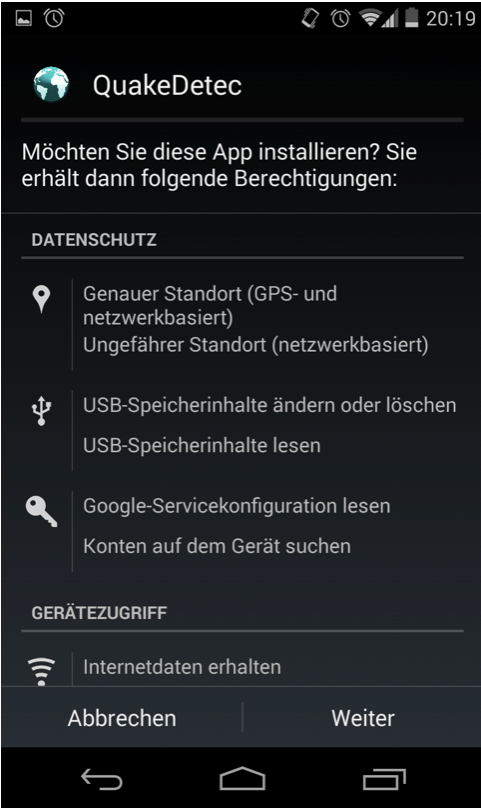 20:19
QuakeDetec
Möchten Sie diese App installieren? Sie
erhält dann folgende Berechtigungen:
DATENSCHUTZ
Genauer Standort (GPS- und
netzwerkbasiert)
Ungefährer Standort (netzwerkbasiert)
USB-Speicherinhalte ändern oder löschen
USB-Speicherinhalte lesen
Google-Servicekonfiguration lesen
Konten auf dem Gerät suchen
GERÄTEZUGRIFF
Internetdaten erhalten
Abbrechen Weiter